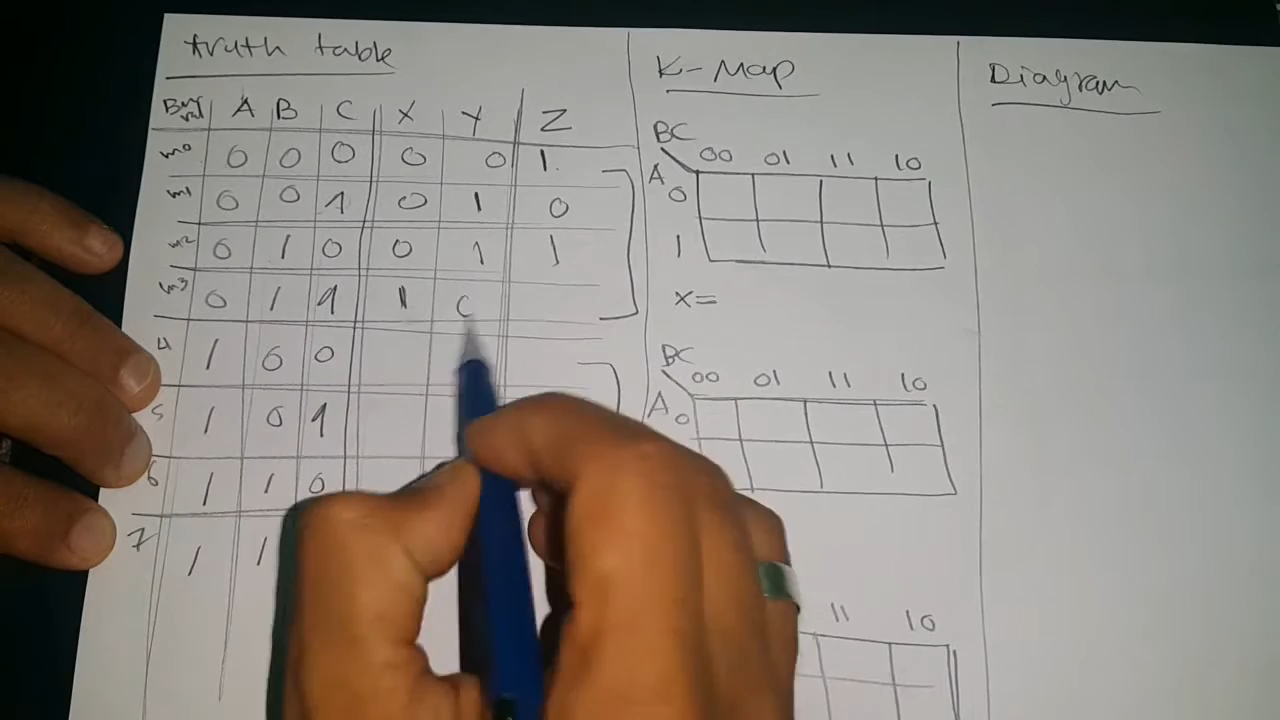 truth table
A B C X Y Z
m0 0 0 0 0 0 1
m1 0 0 1 0 1 0
m2 0 1 0 0 1 1
m3 0 1 1 1
4 1 0 0
5 1 0 1
6 1 1 0
7 1 1
K-Map
BC
00 01 11 10
A 0
1
X=
BC
00 01 11 10
A 0
11 10
Diagram